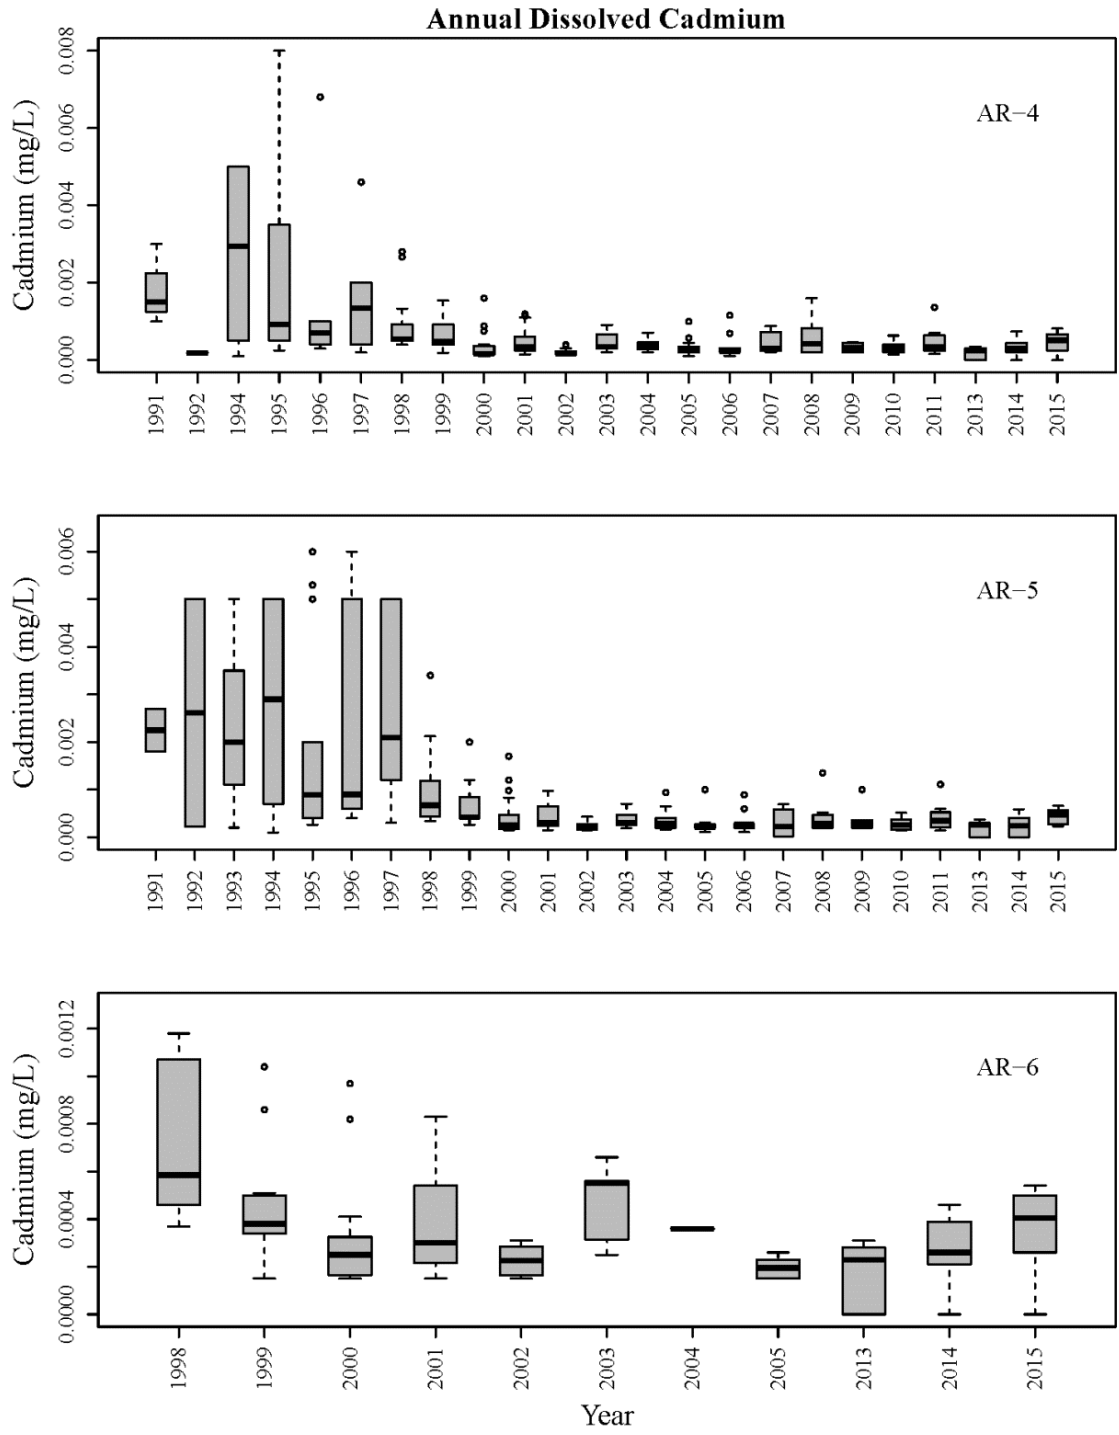 Annual Dissolved Cadmium
Cadmium (mg/L)
0.008
0.006
0.004
0.002
0.000
AR−4
1991 1992 1994 1995 1996 1997 1998 1999 2000 2001 2002 2003 2004 2005 2006 2007 2008 2009 2010 2011 2013 2014 2015
Cadmium (mg/L)
0.006
0.004
0.002
0.000
AR−5
1991 1992 1993 1994 1995 1996 1997 1998 1999 2000 2001 2002 2003 2004 2005 2006 2007 2008 2009 2010 2011 2013 2014 2015
Cadmium (mg/L)
0.0012
0.0008
0.0004
0.0000
AR−6
1998 1999 2000 2001 2002 2003 2004 2005 2013 2014 2015
Year